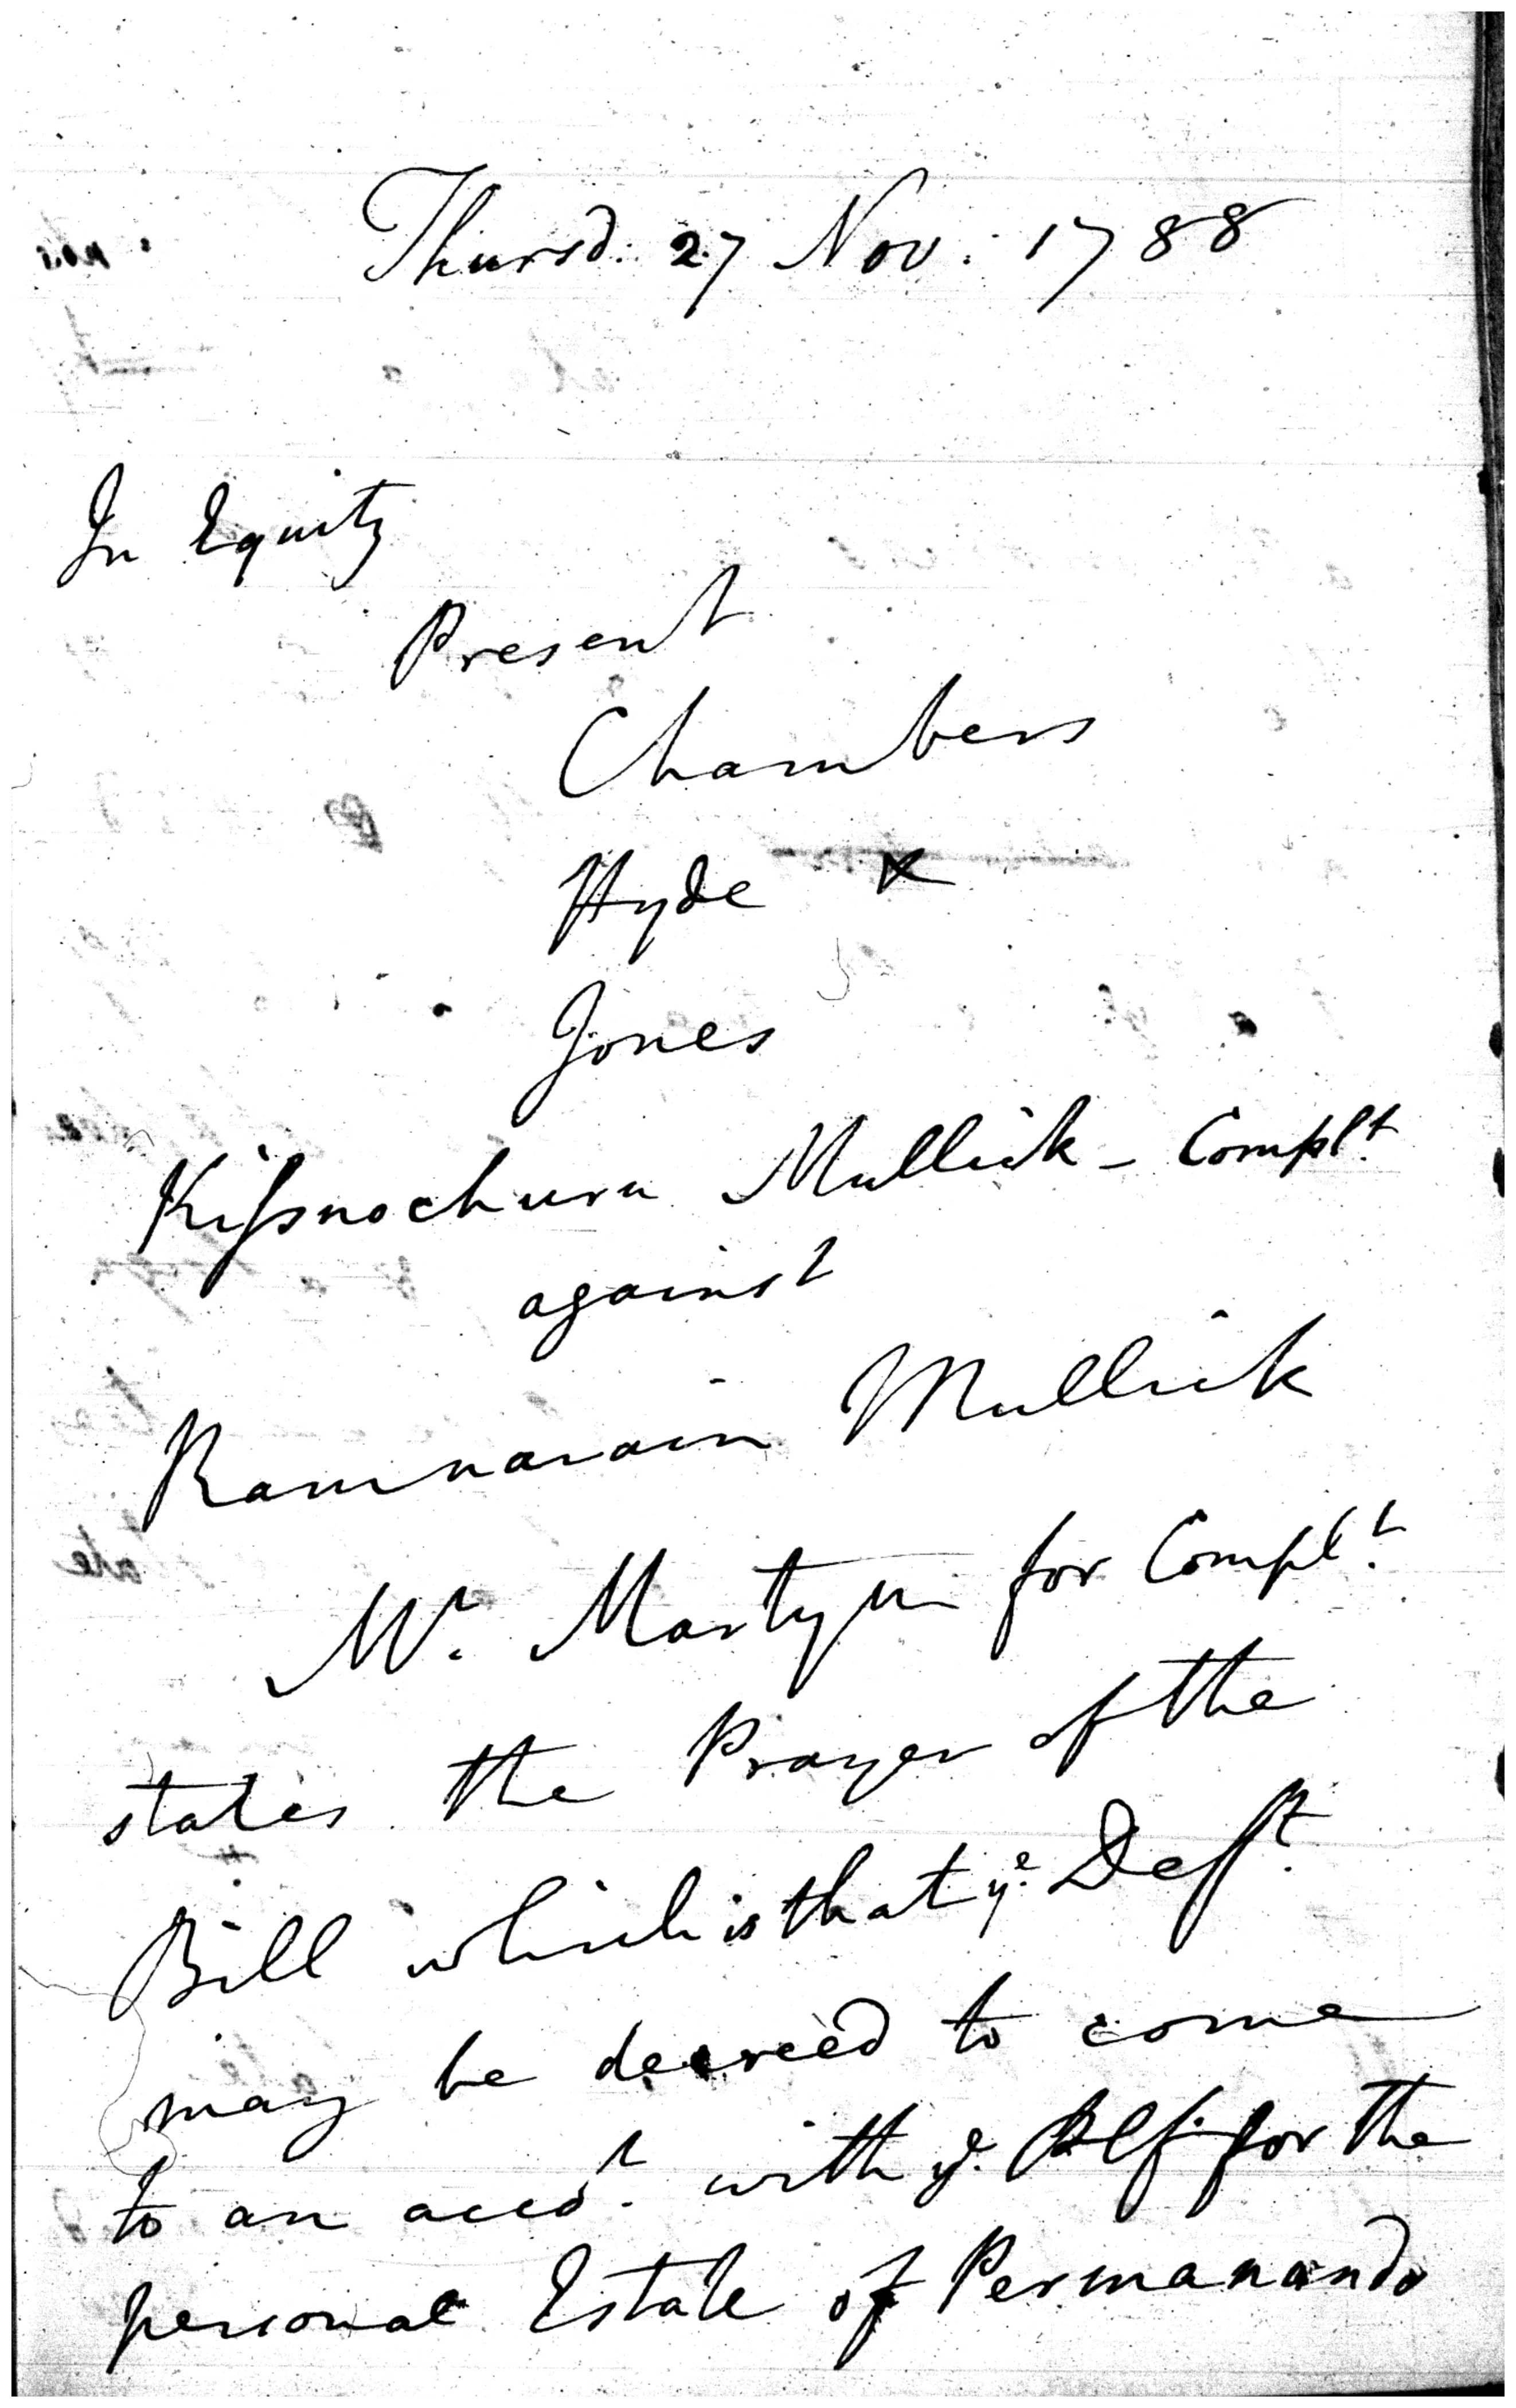 Thursd: 27 Nov: 1788
In Equity
Present
Chambers
Hyde x
Jones
Kissnochurn Mullick - Complt.
against
Ramnarain Mullick
Mr. Martyn for Complt.
states the Prayer of the
Bill which is that ye. Deft.
may be decreed to come
to an acct. with ye. Plf. for the
personal Estate of Permanando